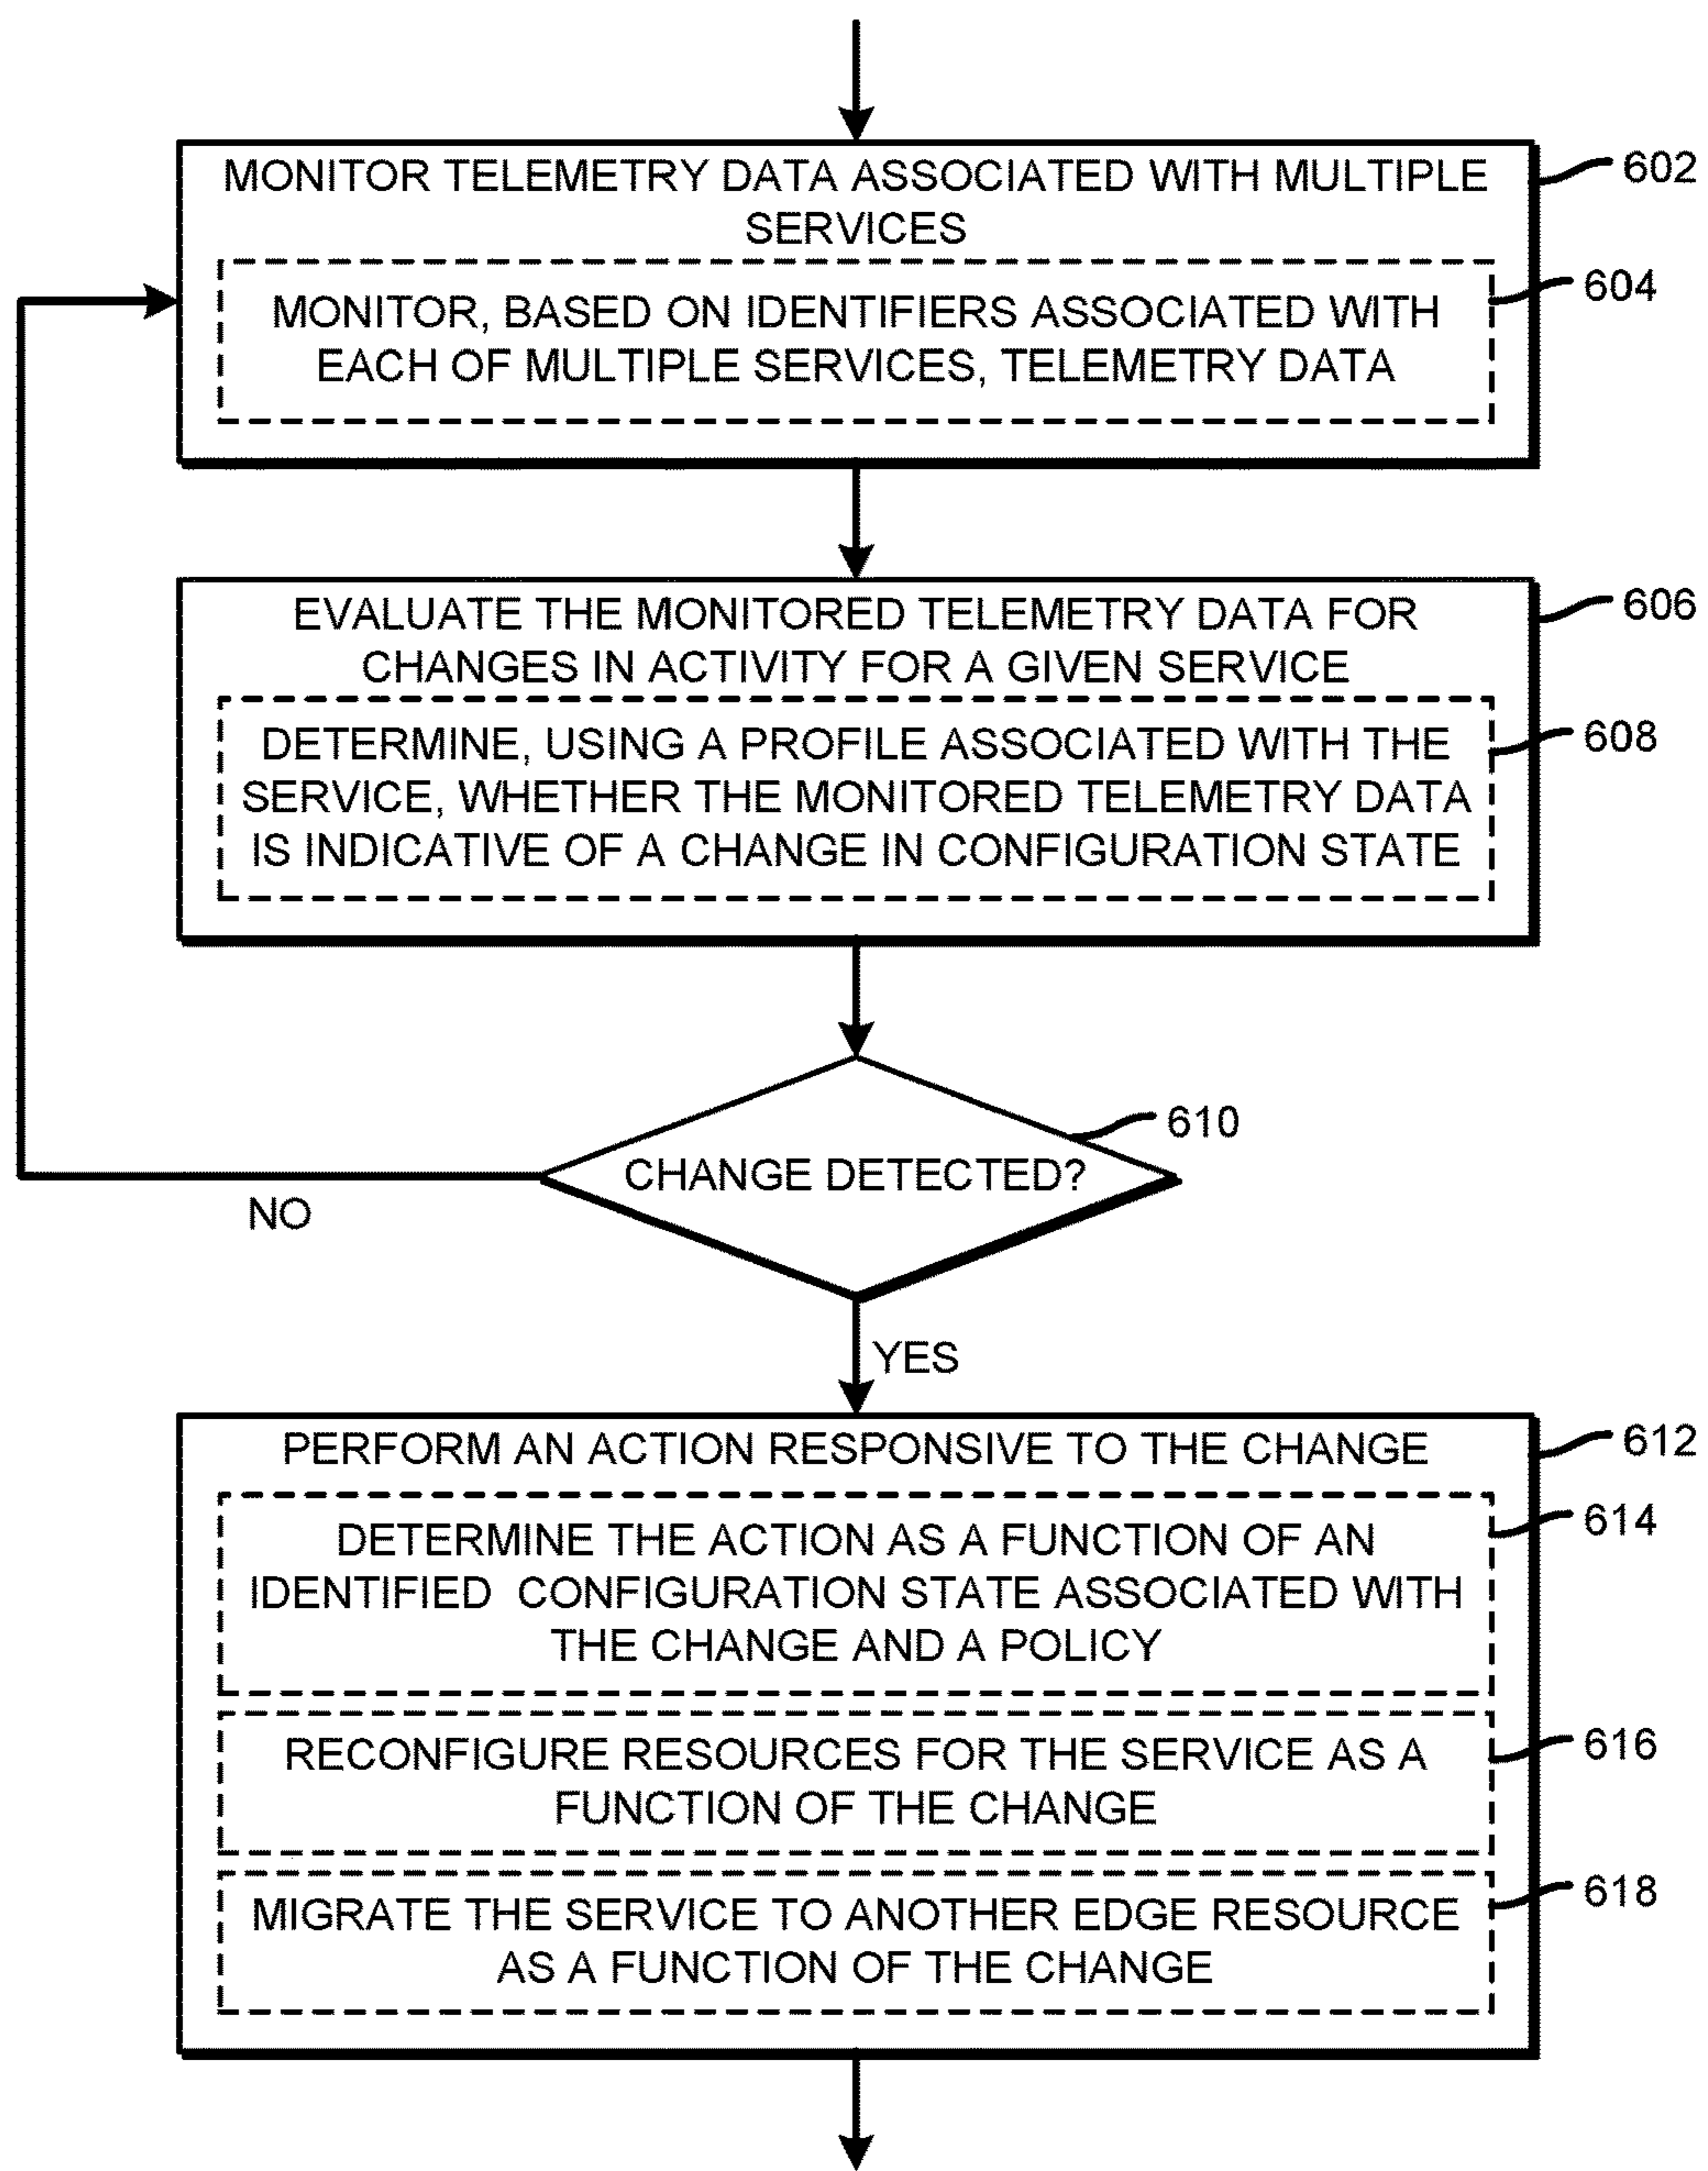 MONITOR TELEMETRY DATA ASSOCIATED WITH MULTIPLE
SERVICES
602
MONITOR, BASED ON IDENTIFIERS ASSOCIATED WITH
EACH OF MULTIPLE SERVICES, TELEMETRY DATA
604
EVALUATE THE MONITORED TELEMETRY DATA FOR
CHANGES IN ACTIVITY FOR A GIVEN SERVICE
606
DETERMINE, USING A PROFILE ASSOCIATED WITH THE
SERVICE, WHETHER THE MONITORED TELEMETRY DATA
IS INDICATIVE OF A CHANGE IN CONFIGURATION STATE
608
CHANGE DETECTED?
610
NO
YES
PERFORM AN ACTION RESPONSIVE TO THE CHANGE
612
DETERMINE THE ACTION AS A FUNCTION OF AN
IDENTIFIED CONFIGURATION STATE ASSOCIATED WITH
THE CHANGE AND A POLICY
614
RECONFIGURE RESOURCES FOR THE SERVICE AS A
FUNCTION OF THE CHANGE
616
MIGRATE THE SERVICE TO ANOTHER EDGE RESOURCE
AS A FUNCTION OF THE CHANGE
618